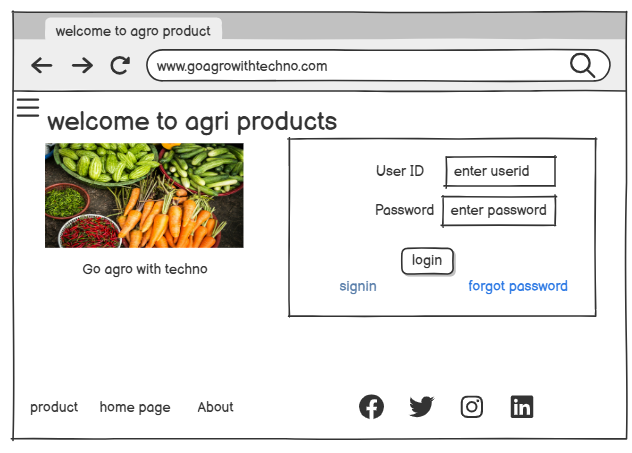 welcome to agro product
www.goagrowithtechno.com
welcome to agri products
User ID enter userid
Password enter password
login
signin forgot password
Go agro with techno
product home page About